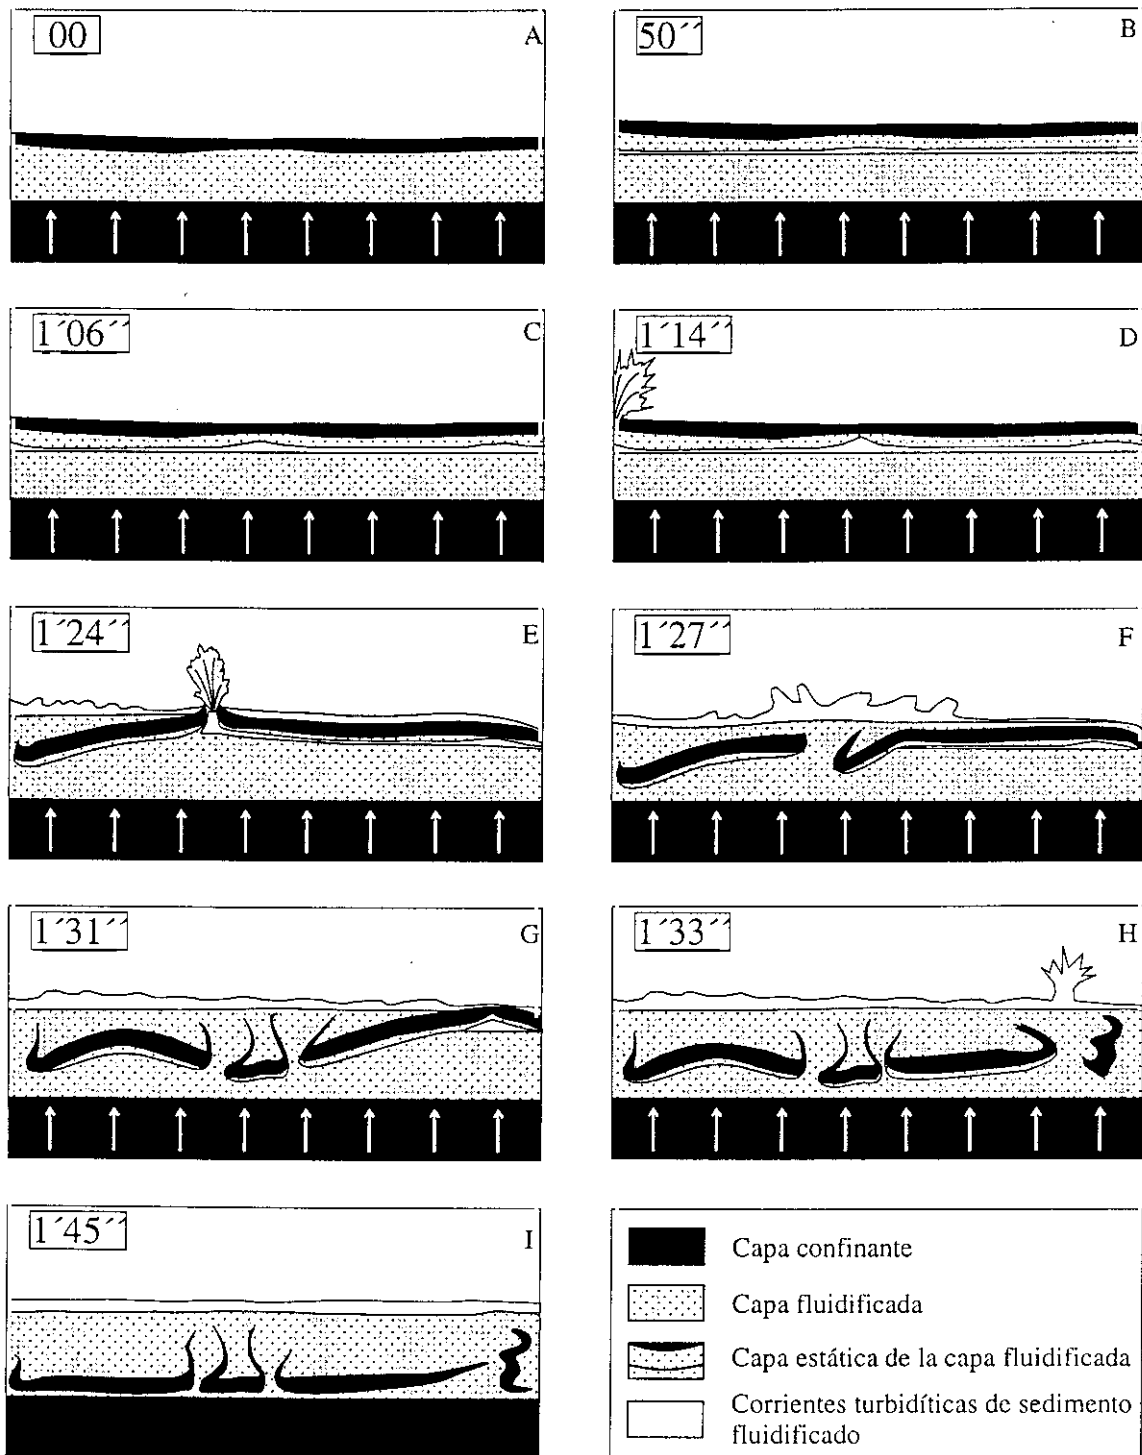 00
A
50´´
B
1´06´´
C
1´14´´
D
1´24´´
E
1´27´´
F
1´31´´
G
1´33´´
H
1´45´´
I
Capa confinante
Capa fluidificada
Capa estática de la capa fluidificada
Corrientes turbidíticas de sedimento
fluidificado